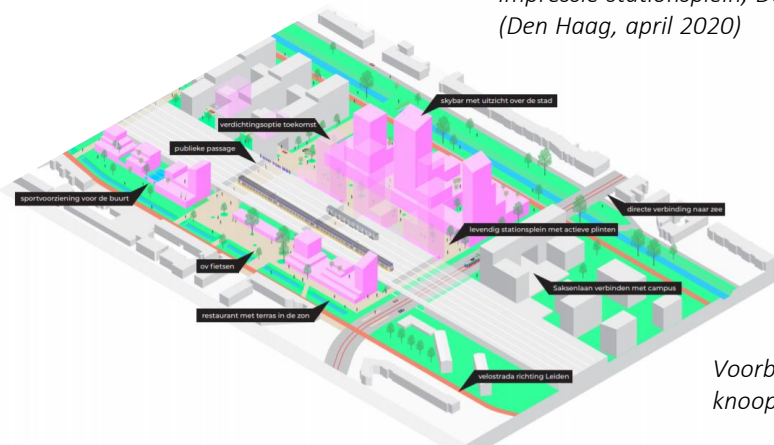 (Den Haag, april 2020)
skybar met uitzicht over de stad
verdichtingsoptie toekomst
publieke passage
sportvoorziening voor de buurt
directe verbinding naar zee
levendig stationsplein met actieve plinten
ov fietsen
Saksenlaan verbinden met campus
restaurant met terras in de zon
velostrada richting Leiden
Voorb
knoop